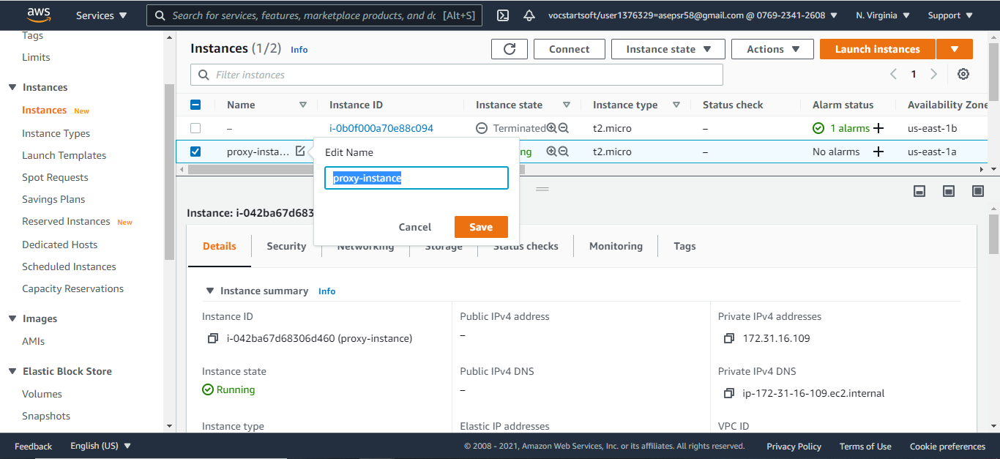 aws
Services
Search for services, features, marketplace products, and dc [Alt+S]
vocstartsoft/user1376329=asepsr58@gmail.com @ 0769-2341-2608
N. Virginia
Support
Tags
Limits
Instances
Instances New
Instance Types
Launch Templates
Spot Requests
Savings Plans
Reserved Instances New
Dedicated Hosts
Scheduled Instances
Capacity Reservations
Images
AMIs
Elastic Block Store
Volumes
Snapshots
Instances (1/2) Info
Connect
Instance state
Actions
Launch instances
Filter instances
1
Name Instance ID Instance state Instance type Status check Alarm status Availability Zone
– i-0b0f000a70e88c094 Terminated t2.micro – 1 alarms + us-east-1b
proxy-insta... ng t2.micro – No alarms + us-east-1a
Edit Name
proxy-instance
Cancel
Save
Instance: i-042ba67d683
Details
Security
Networking
Storage
Status checks
Monitoring
Tags
Instance summary Info
Instance ID
i-042ba67d68306d460 (proxy-instance)
Public IPv4 address
–
Private IPv4 addresses
172.31.16.109
Instance state
Running
Public IPv4 DNS
–
Private IPv4 DNS
ip-172-31-16-109.ec2.internal
Instance type
Elastic IP addresses
VPC ID
Feedback
English (US)
© 2008 - 2021, Amazon Web Services, Inc. or its affiliates. All rights reserved.
Privacy Policy
Terms of Use
Cookie preferences